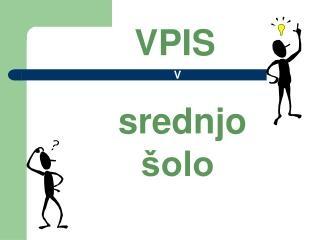 VPIS
V
srednjo
šolo
?